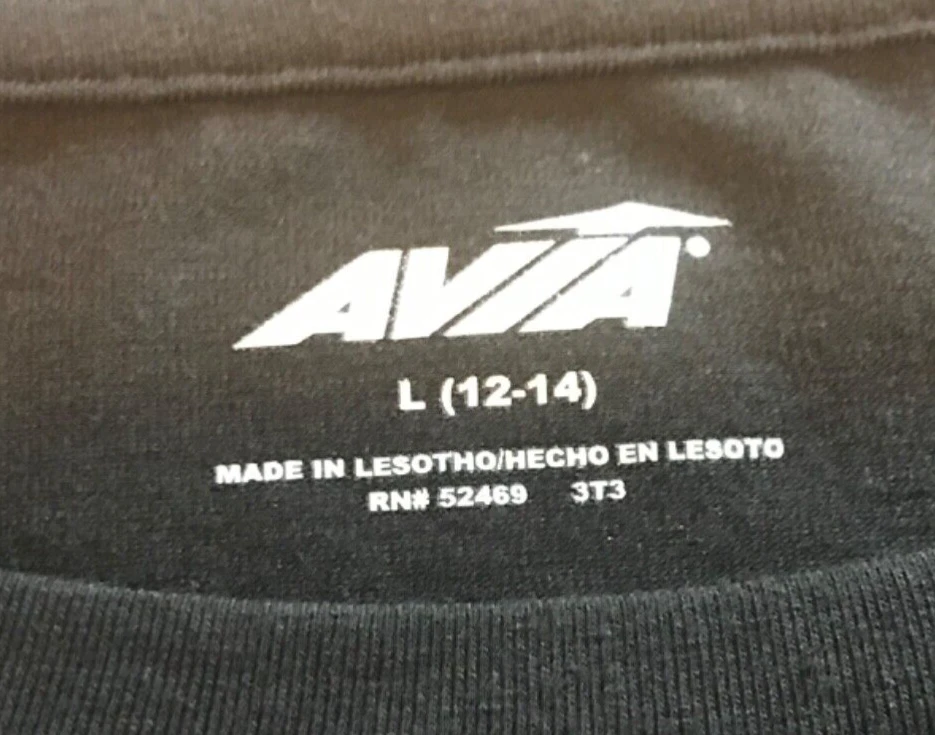 AVIA
L (12-14)
MADE IN LESOTHO/HECHO EN LESOTO
RN# 52469 3T3